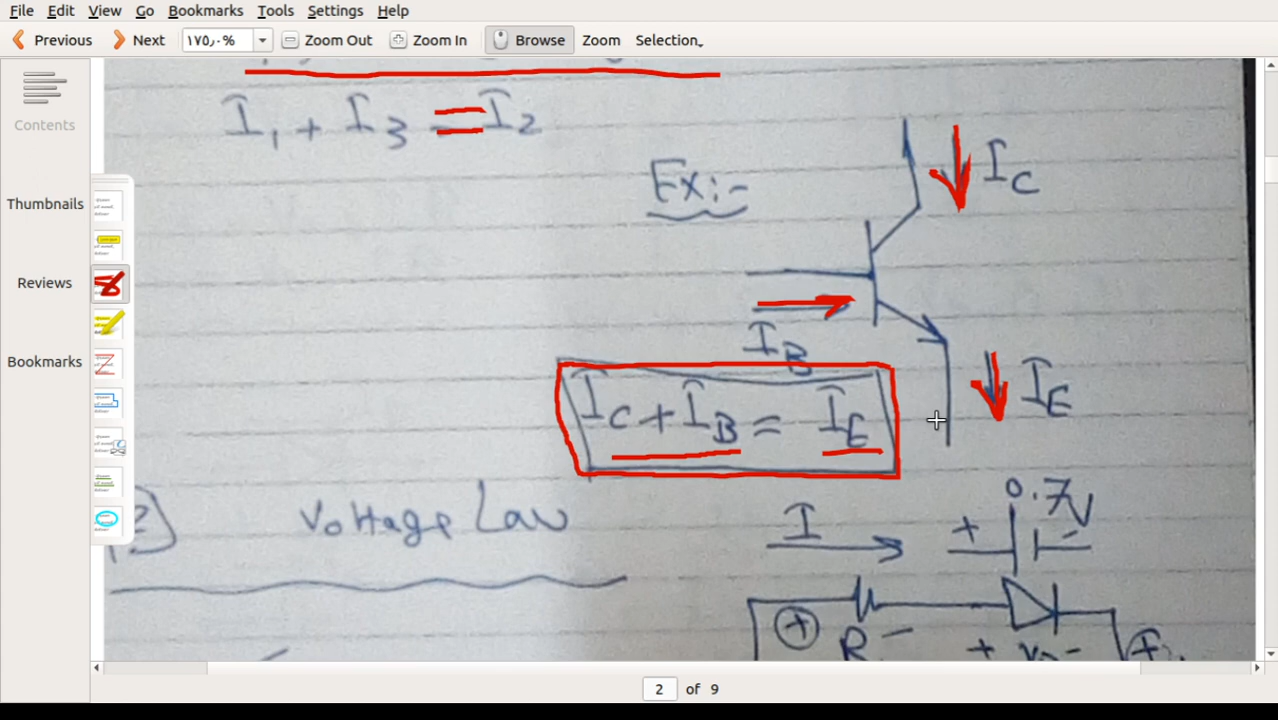 File Edit View Go Bookmarks Tools Settings Help
Previous Next ١٧٥٫٠% Zoom Out Zoom In Browse Zoom Selection
Contents
Thumbnails
Reviews
Bookmarks
I1 + I3 = I2
Ex:-
IC
IB
IC + IB = IE
IE
2) Voltage Law
I
+ 0.7V -
+ R - + VD -
2 of 9